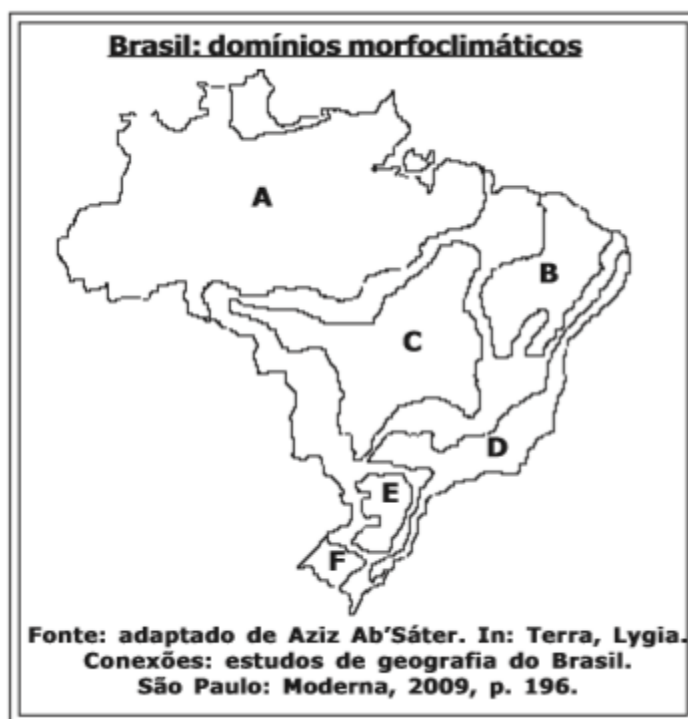 Brasil: domínios morfoclimáticos
A
B
C
D
E
F
Fonte: adaptado de Aziz Ab'Sáter. In: Terra, Lygia.
Conexões: estudos de geografia do Brasil.
São Paulo: Moderna, 2009, p. 196.